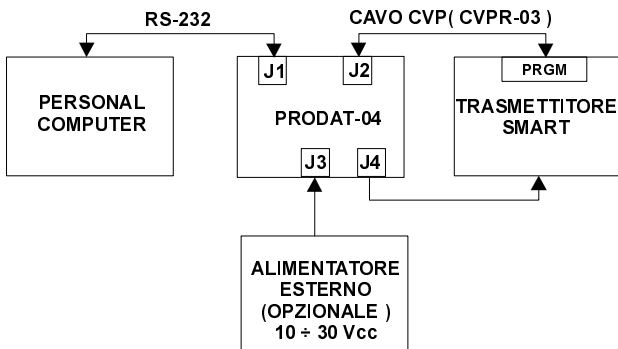 RS-232
CAVO CVP( CVPR-03 )
J1
J2
PRGM
PERSONAL
COMPUTER
PRODAT-04
TRASMETTITORE
SMART
J3
J4
ALIMENTATORE
ESTERNO
(OPZIONALE )
10 ÷ 30 Vcc